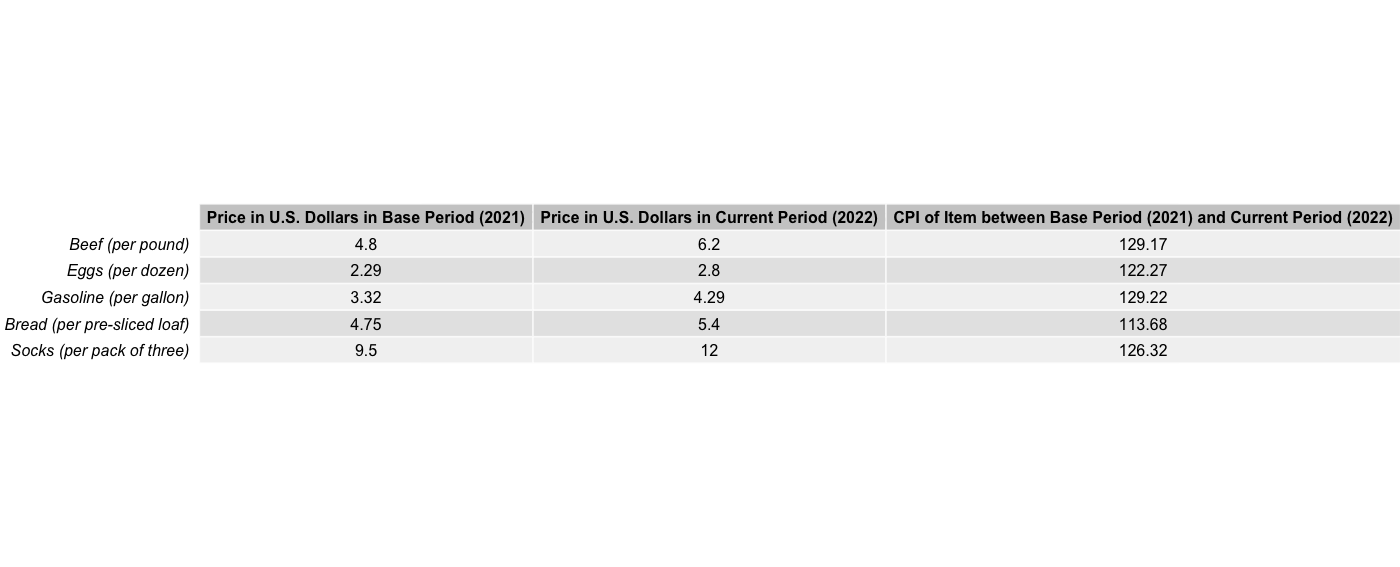 Price in U.S. Dollars in Base Period (2021) Price in U.S. Dollars in Current Period (2022) CPI of Item between Base Period (2021) and Current Period (2022)
Beef (per pound) 4.8 6.2 129.17
Eggs (per dozen) 2.29 2.8 122.27
Gasoline (per gallon) 3.32 4.29 129.22
Bread (per pre-sliced loaf) 4.75 5.4 113.68
Socks (per pack of three) 9.5 12 126.32